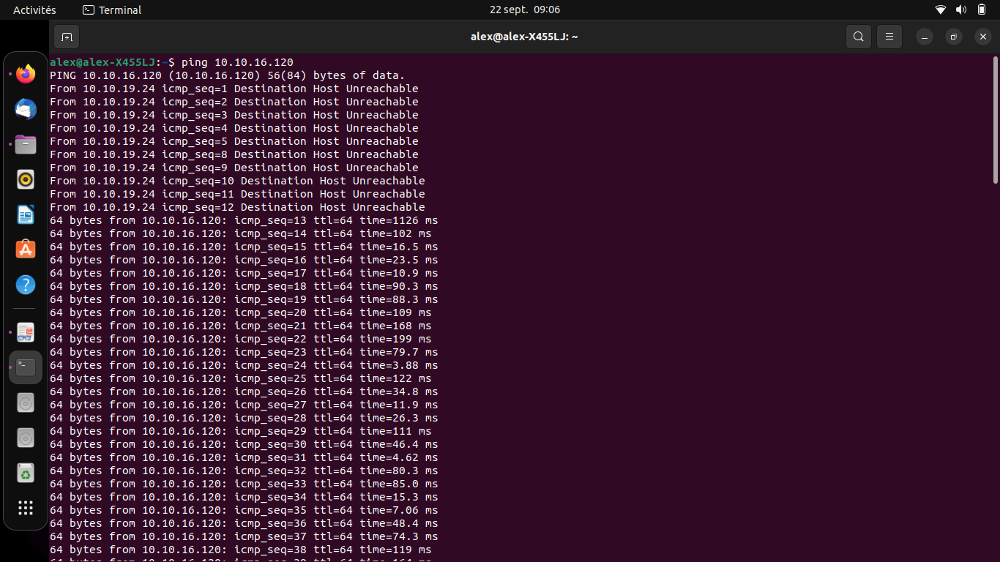 Activités
Terminal
22 sept. 09:06
alex@alex-X455LJ: ~
alex@alex-X455LJ:~$ ping 10.10.16.120
PING 10.10.16.120 (10.10.16.120) 56(84) bytes of data.
From 10.10.19.24 icmp_seq=1 Destination Host Unreachable
From 10.10.19.24 icmp_seq=2 Destination Host Unreachable
From 10.10.19.24 icmp_seq=3 Destination Host Unreachable
From 10.10.19.24 icmp_seq=4 Destination Host Unreachable
From 10.10.19.24 icmp_seq=5 Destination Host Unreachable
From 10.10.19.24 icmp_seq=8 Destination Host Unreachable
From 10.10.19.24 icmp_seq=9 Destination Host Unreachable
From 10.10.19.24 icmp_seq=10 Destination Host Unreachable
From 10.10.19.24 icmp_seq=11 Destination Host Unreachable
From 10.10.19.24 icmp_seq=12 Destination Host Unreachable
64 bytes from 10.10.16.120: icmp_seq=13 ttl=64 time=1126 ms
64 bytes from 10.10.16.120: icmp_seq=14 ttl=64 time=102 ms
64 bytes from 10.10.16.120: icmp_seq=15 ttl=64 time=16.5 ms
64 bytes from 10.10.16.120: icmp_seq=16 ttl=64 time=23.5 ms
64 bytes from 10.10.16.120: icmp_seq=17 ttl=64 time=10.9 ms
64 bytes from 10.10.16.120: icmp_seq=18 ttl=64 time=90.3 ms
64 bytes from 10.10.16.120: icmp_seq=19 ttl=64 time=88.3 ms
64 bytes from 10.10.16.120: icmp_seq=20 ttl=64 time=109 ms
64 bytes from 10.10.16.120: icmp_seq=21 ttl=64 time=168 ms
64 bytes from 10.10.16.120: icmp_seq=22 ttl=64 time=199 ms
64 bytes from 10.10.16.120: icmp_seq=23 ttl=64 time=79.7 ms
64 bytes from 10.10.16.120: icmp_seq=24 ttl=64 time=3.88 ms
64 bytes from 10.10.16.120: icmp_seq=25 ttl=64 time=122 ms
64 bytes from 10.10.16.120: icmp_seq=26 ttl=64 time=34.8 ms
64 bytes from 10.10.16.120: icmp_seq=27 ttl=64 time=11.9 ms
64 bytes from 10.10.16.120: icmp_seq=28 ttl=64 time=26.3 ms
64 bytes from 10.10.16.120: icmp_seq=29 ttl=64 time=111 ms
64 bytes from 10.10.16.120: icmp_seq=30 ttl=64 time=46.4 ms
64 bytes from 10.10.16.120: icmp_seq=31 ttl=64 time=4.62 ms
64 bytes from 10.10.16.120: icmp_seq=32 ttl=64 time=80.3 ms
64 bytes from 10.10.16.120: icmp_seq=33 ttl=64 time=85.0 ms
64 bytes from 10.10.16.120: icmp_seq=34 ttl=64 time=15.3 ms
64 bytes from 10.10.16.120: icmp_seq=35 ttl=64 time=7.06 ms
64 bytes from 10.10.16.120: icmp_seq=36 ttl=64 time=48.4 ms
64 bytes from 10.10.16.120: icmp_seq=37 ttl=64 time=74.3 ms
64 bytes from 10.10.16.120: icmp_seq=38 ttl=64 time=119 ms